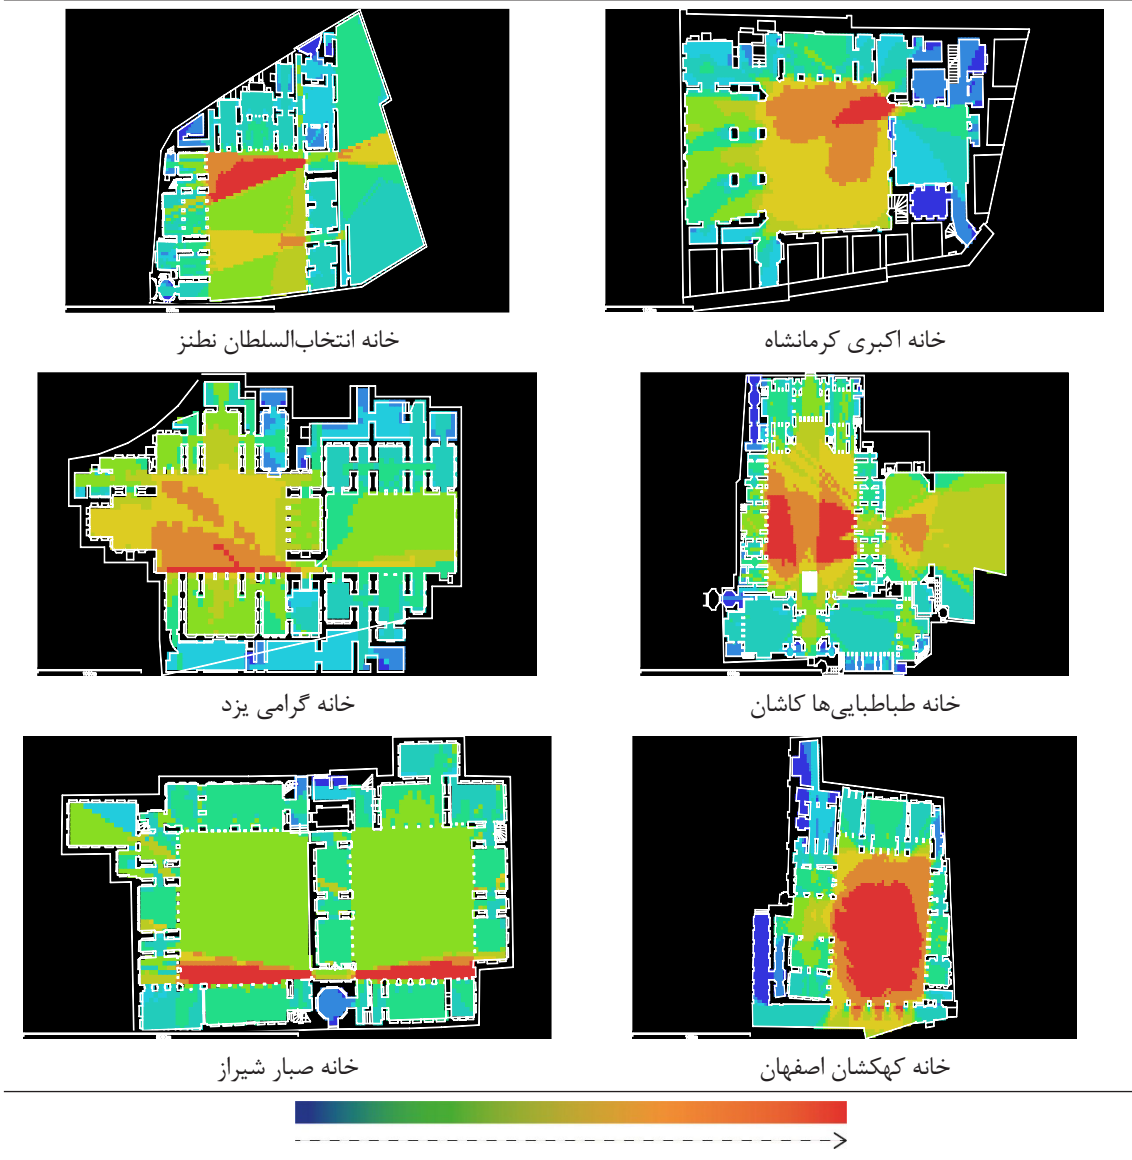 خانه اکبری کرمانشاه
خانه انتخاب‌السلطان نطنز
خانه طباطبایی‌ها کاشان
خانه گرامی یزد
خانه کهکشان اصفهان
خانه صبار شیراز